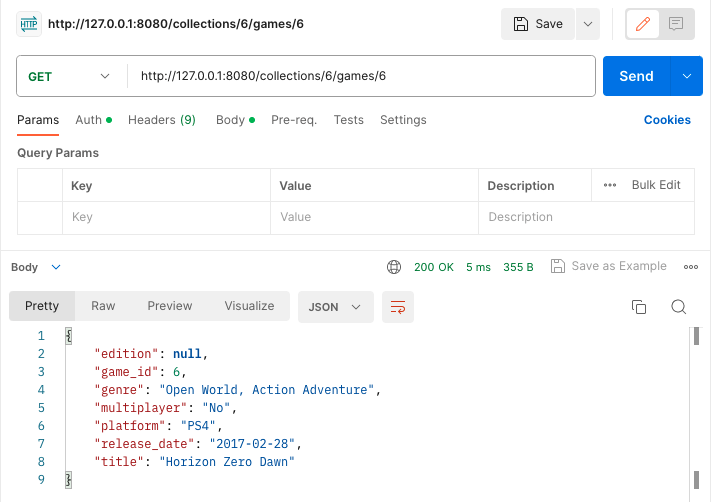 HTTP http://127.0.0.1:8080/collections/6/games/6 Save
GET http://127.0.0.1:8080/collections/6/games/6 Send
Params Auth Headers (9) Body Pre-req. Tests Settings Cookies
Query Params
Key Value Description ••• Bulk Edit
Key Value Description
Body 200 OK 5 ms 355 B Save as Example •••
Pretty Raw Preview Visualize JSON
1 {
2 "edition": null,
3 "game_id": 6,
4 "genre": "Open World, Action Adventure",
5 "multiplayer": "No",
6 "platform": "PS4",
7 "release_date": "2017-02-28",
8 "title": "Horizon Zero Dawn"
9 }